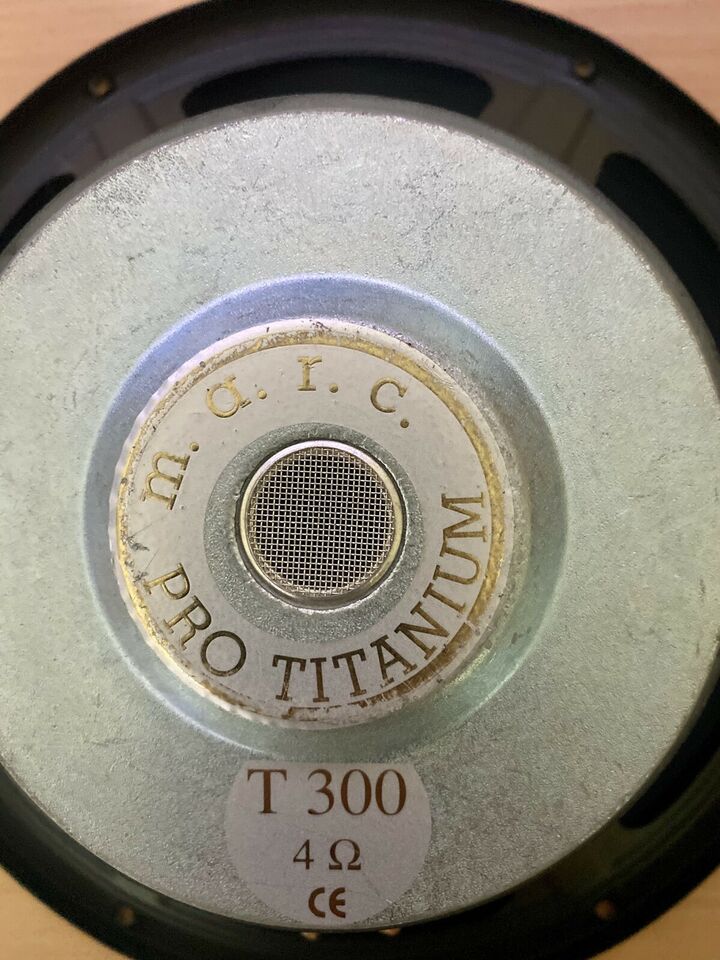 m. a. r. c.
PRO TITANIUM
T 300
4 Ω
CE